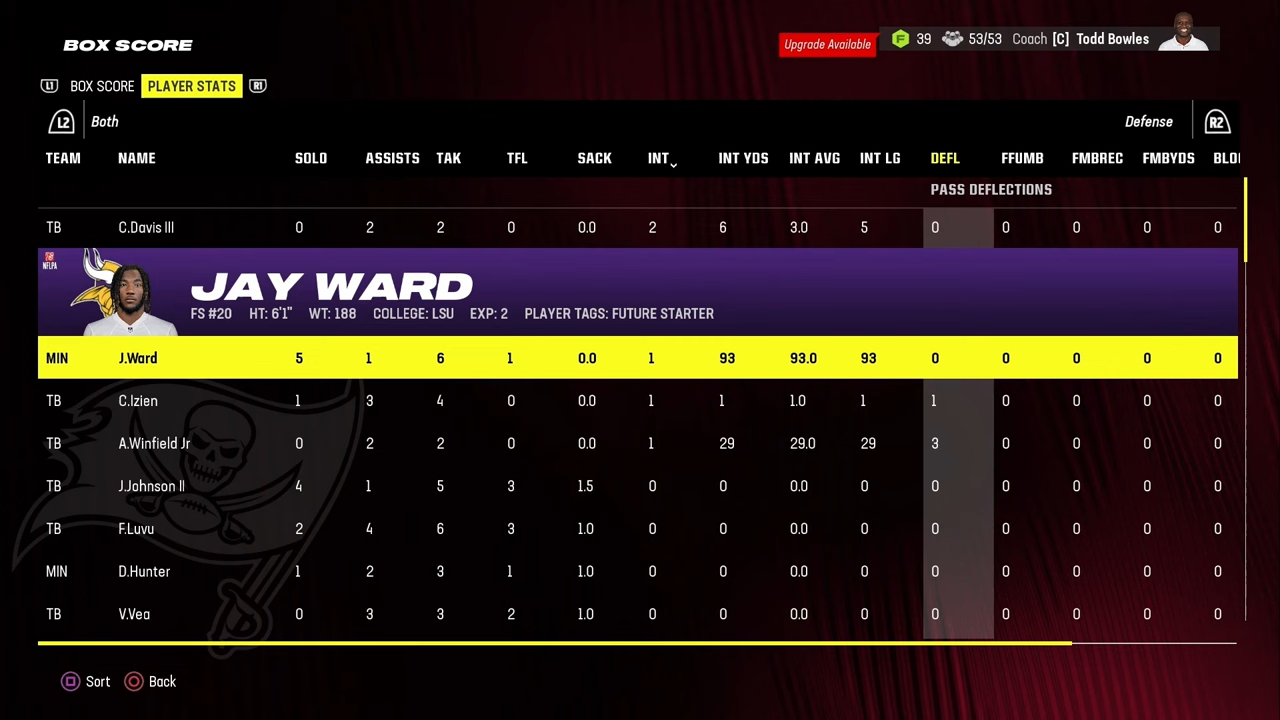 BOX SCORE
Upgrade Available F 39 53/53 Coach [C] Todd Bowles
L1 BOX SCORE PLAYER STATS R1
L2 Both Defense R2
TEAM NAME SOLO ASSISTS TAK TFL SACK INT INT YDS INT AVG INT LG DEFL FFUMB FMBREC FMBYDS BLO
PASS DEFLECTIONS
TB C.Davis III 0 2 2 0 0.0 2 6 3.0 5 0 0 0 0 0
NFLPA
JAY WARD
FS #20 HT: 6'1" WT: 188 COLLEGE: LSU EXP: 2 PLAYER TAGS: FUTURE STARTER
MIN J.Ward 5 1 6 1 0.0 1 93 93.0 93 0 0 0 0 0
TB C.Izien 1 3 4 0 0.0 1 1 1.0 1 1 0 0 0 0
TB A.Winfield Jr 0 2 2 0 0.0 1 29 29.0 29 3 0 0 0 0
TB J.Johnson II 4 1 5 3 1.5 0 0 0.0 0 0 0 0 0 0
TB F.Luvu 2 4 6 3 1.0 0 0 0.0 0 0 0 0 0 0
MIN D.Hunter 1 2 3 1 1.0 0 0 0.0 0 0 0 0 0 0
TB V.Vea 0 3 3 2 1.0 0 0 0.0 0 0 0 0 0 0
Sort Back